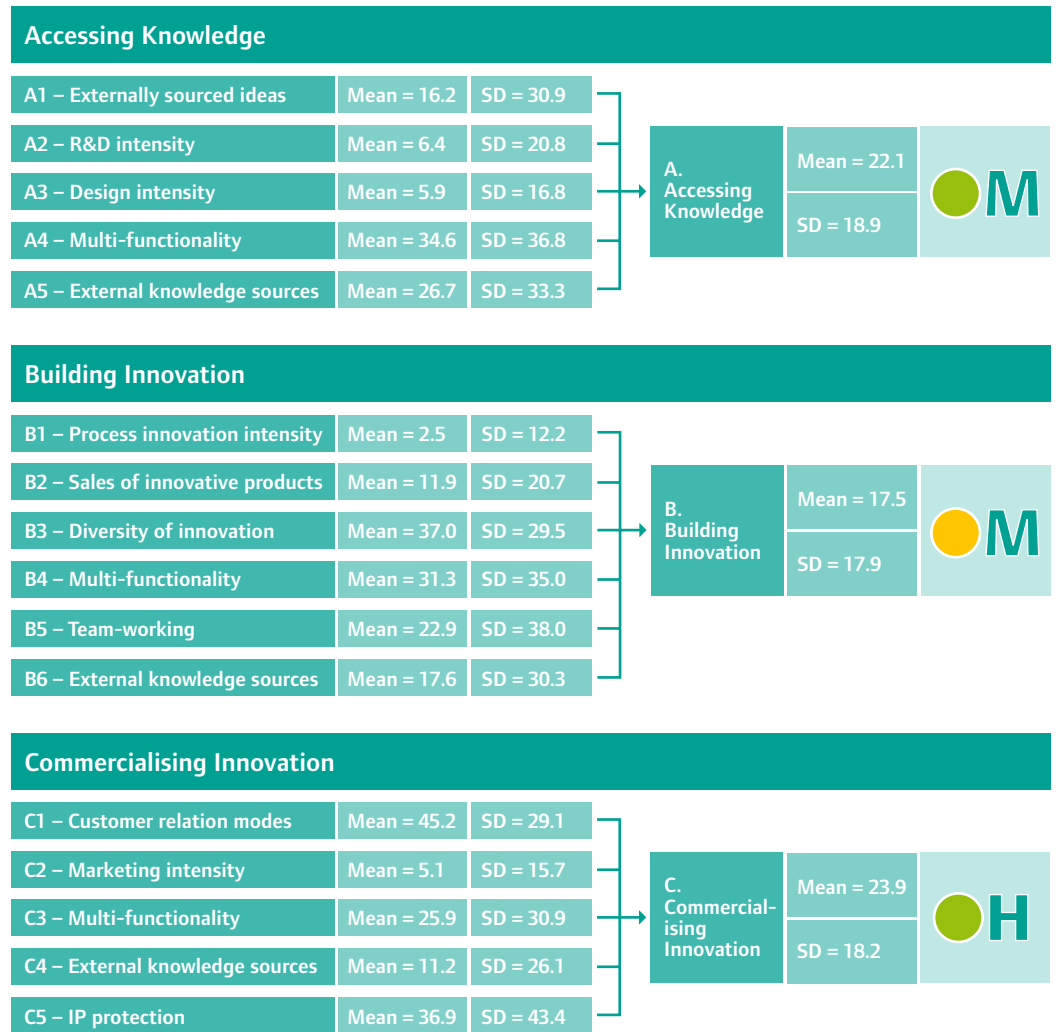 Accessing Knowledge
A1 – Externally sourced ideas Mean = 16.2 SD = 30.9
A2 – R&D intensity Mean = 6.4 SD = 20.8
A3 – Design intensity Mean = 5.9 SD = 16.8
A4 – Multi-functionality Mean = 34.6 SD = 36.8
A5 – External knowledge sources Mean = 26.7 SD = 33.3
A.
Accessing
Knowledge
Mean = 22.1
SD = 18.9
M
Building Innovation
B1 – Process innovation intensity Mean = 2.5 SD = 12.2
B2 – Sales of innovative products Mean = 11.9 SD = 20.7
B3 – Diversity of innovation Mean = 37.0 SD = 29.5
B4 – Multi-functionality Mean = 31.3 SD = 35.0
B5 – Team-working Mean = 22.9 SD = 38.0
B6 – External knowledge sources Mean = 17.6 SD = 30.3
B.
Building
Innovation
Mean = 17.5
SD = 17.9
M
Commercialising Innovation
C1 – Customer relation modes Mean = 45.2 SD = 29.1
C2 – Marketing intensity Mean = 5.1 SD = 15.7
C3 – Multi-functionality Mean = 25.9 SD = 30.9
C4 – External knowledge sources Mean = 11.2 SD = 26.1
C5 – IP protection Mean = 36.9 SD = 43.4
C.
Commercial-
ising
Innovation
Mean = 23.9
SD = 18.2
H